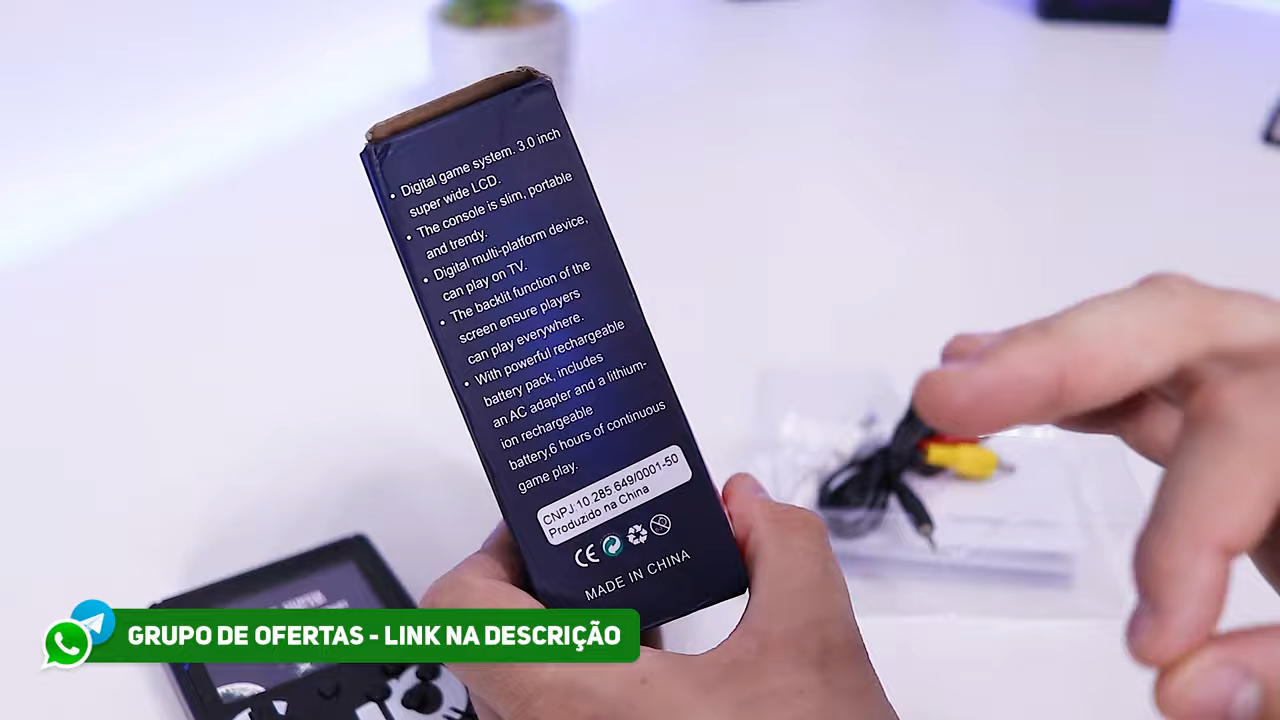 • Digital game system. 3.0 inch
super wide LCD.
• The console is slim, portable
and trendy.
• Digital multi-platform device,
can play on TV.
• The backlit function of the
screen ensure players
can play everywhere.
• With powerful rechargeable
battery pack, includes
an AC adapter and a lithium-
ion rechargeable
battery,6 hours of continuous
game play.
CNPJ:10.285.649/0001-50
Produzido na China
CE
MADE IN CHINA
GRUPO DE OFERTAS - LINK NA DESCRIÇÃO